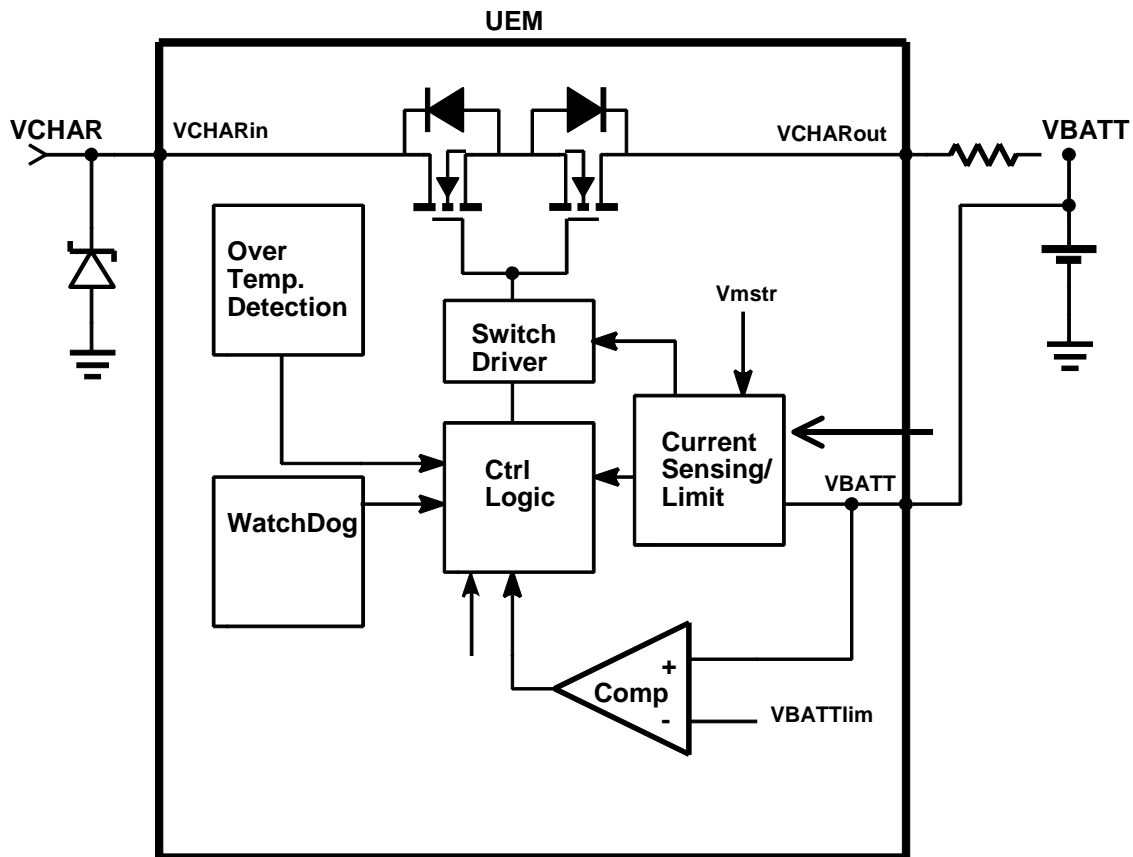 UEM
VCHAR
VCHARin
VCHARout
VBATT
Over
Temp.
Detection
Vmstr
Switch
Driver
Current
Sensing/
Limit
Ctrl
Logic
VBATT
WatchDog
+
Comp
-
VBATTlim